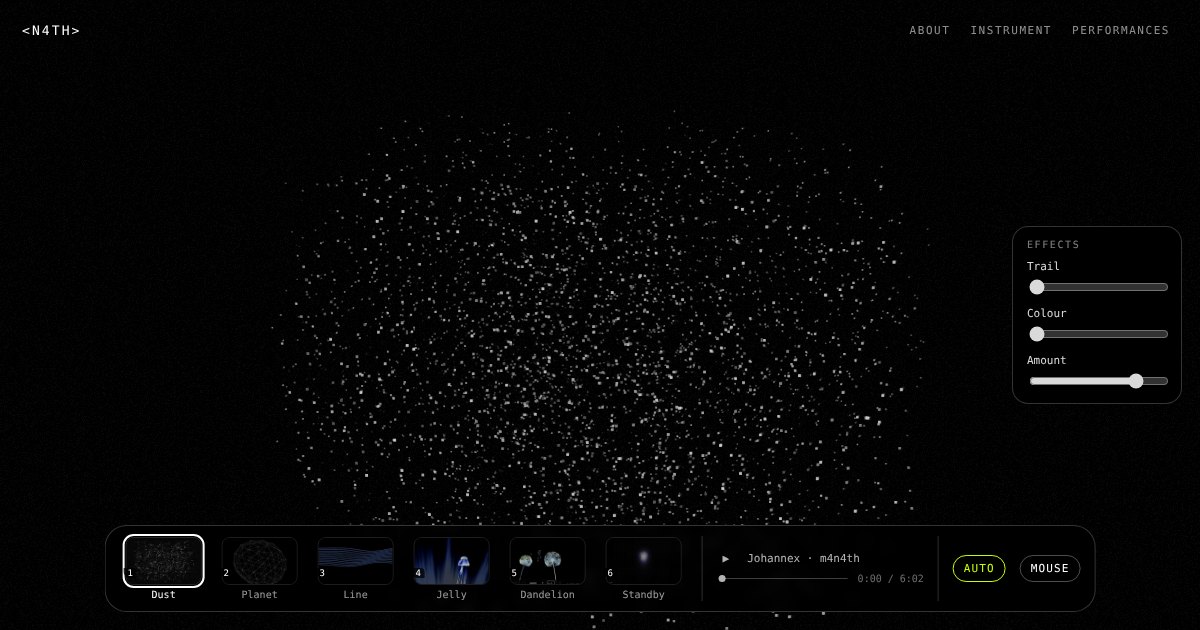 <N4TH>
ABOUT INSTRUMENT PERFORMANCES
EFFECTS
Trail
Colour
Amount
1 2 3 4 5 6
Dust Planet Line Jelly Dandelion Standby
▶ Johannex · m4n4th
0:00 / 6:02
AUTO MOUSE